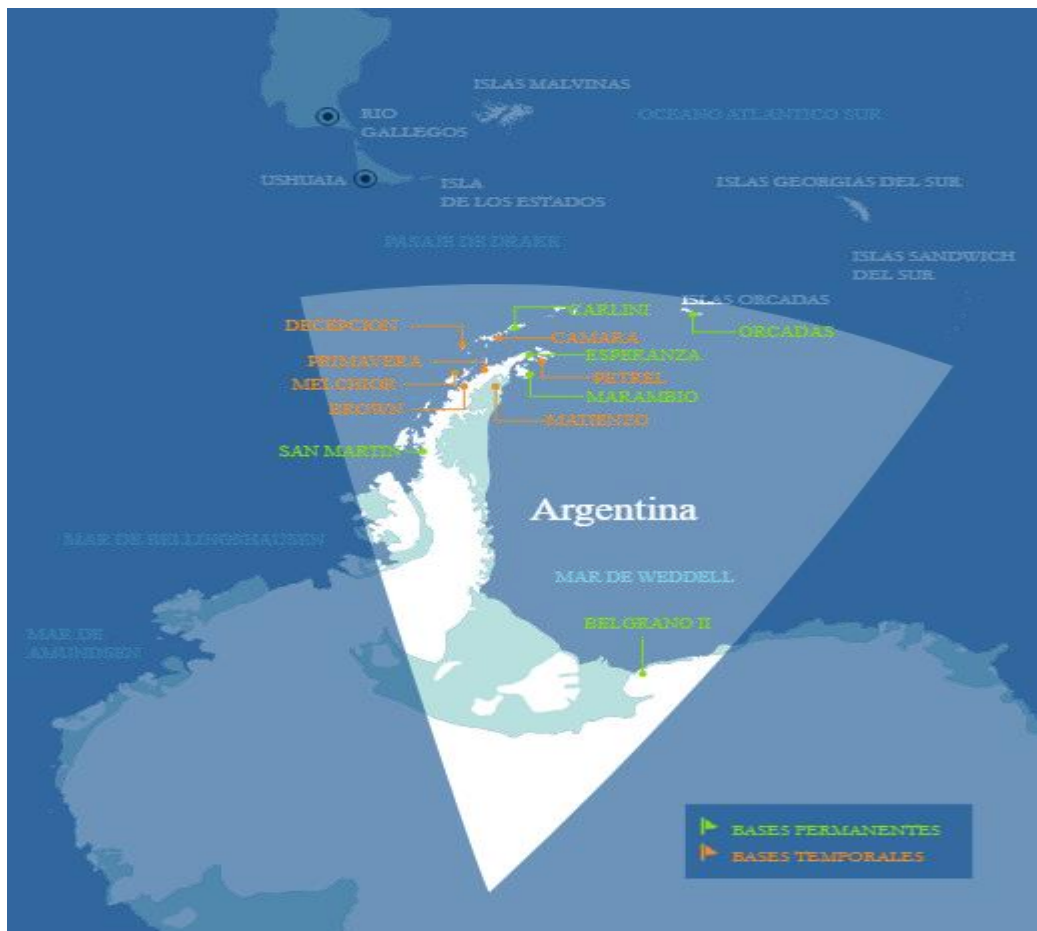 ISLAS MALVINAS
RIO
GALLEGOS
OCEANO ATLANTICO SUR
USHUAIA
ISLA
DE LOS ESTADOS
ISLAS GEORGIAS DEL SUR
PASAJE DE DRAKE
ISLAS SANDWICH
DEL SUR
ISLAS ORCADAS
CARLINI
DECEPCION
ORCADAS
CAMARA
PRIMAVERA
ESPERANZA
MELCHIOR
PETREL
MARAMBIO
BROWN
MATIENZO
SAN MARTIN
Argentina
MAR DE BELLINGSHAUSEN
MAR DE WEDDELL
BELGRANO II
MAR DE
AMUNDSEN
BASES PERMANENTES
BASES TEMPORALES